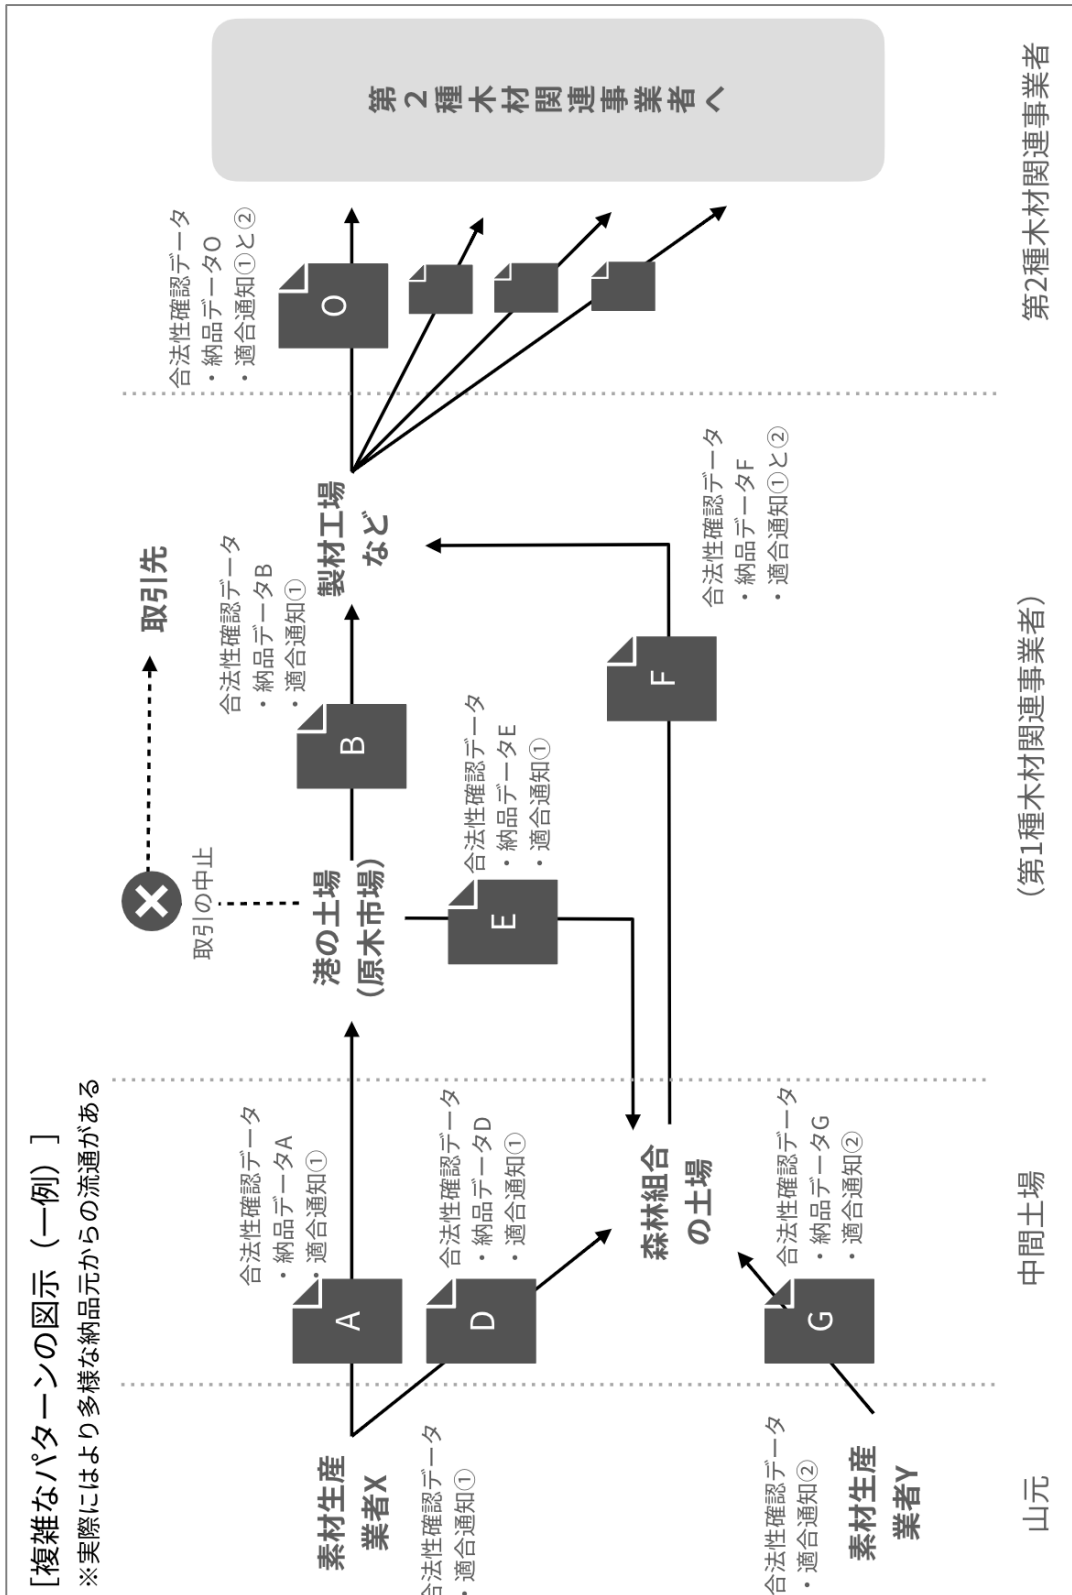 [複雑なパターンの図示（一例）]
※実際にはより多様な納品元からの流通がある
素材生産
業者X
合法性確認データ
・適合通知①
合法性確認データ
・納品データA
・適合通知①
A
合法性確認データ
・納品データD
・適合通知①
D
素材生産
業者Y
合法性確認データ
・適合通知②
合法性確認データ
・納品データG
・適合通知②
G
森林組合
の土場
港の土場
（原木市場）
取引の中止
取引先
合法性確認データ
・納品データB
・適合通知①
B
合法性確認データ
・納品データE
・適合通知①
E
合法性確認データ
・納品データF
・適合通知①と②
F
製材工場
など
合法性確認データ
・納品データO
・適合通知①と②
O
第２種木材関連事業者へ
山元
中間土場
（第1種木材関連事業者）
第2種木材関連事業者